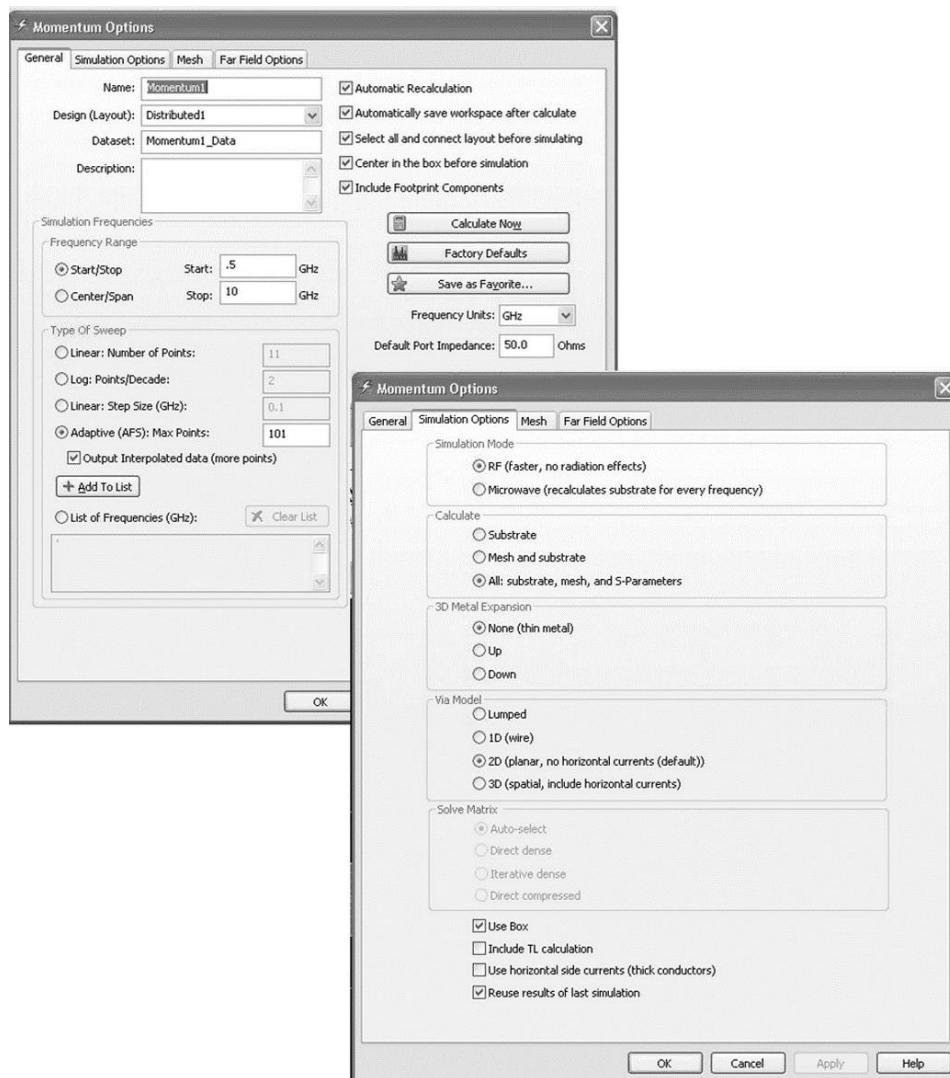 Momentum Options
General Simulation Options Mesh Far Field Options
Name: Momentum1
Design (Layout): Distributed1
Dataset: Momentum1_Data
Description:
Automatic Recalculation
Automatically save workspace after calculate
Select all and connect layout before simulating
Center in the box before simulation
Include Footprint Components
Simulation Frequencies
Frequency Range
Start/Stop Start: .5 GHz
Center/Span Stop: 10 GHz
Type Of Sweep
Linear: Number of Points: 11
Log: Points/Decade: 2
Linear: Step Size (GHz): 0.1
Adaptive (AFS): Max Points: 101
Output Interpolated data (more points)
+ Add To List
List of Frequencies (GHz): Clear List
Calculate Now
Factory Defaults
Save as Favorite...
Frequency Units: GHz
Default Port Impedance: 50.0 Ohms
OK
Momentum Options
General Simulation Options Mesh Far Field Options
Simulation Mode
RF (faster, no radiation effects)
Microwave (recalculates substrate for every frequency)
Calculate
Substrate
Mesh and substrate
All: substrate, mesh, and S-Parameters
3D Metal Expansion
None (thin metal)
Up
Down
Via Model
Lumped
1D (wire)
2D (planar, no horizontal currents (default))
3D (spatial, include horizontal currents)
Solve Matrix
Auto-select
Direct dense
Iterative dense
Direct compressed
Use Box
Include TL calculation
Use horizontal side currents (thick conductors)
Reuse results of last simulation
OK Cancel Apply Help